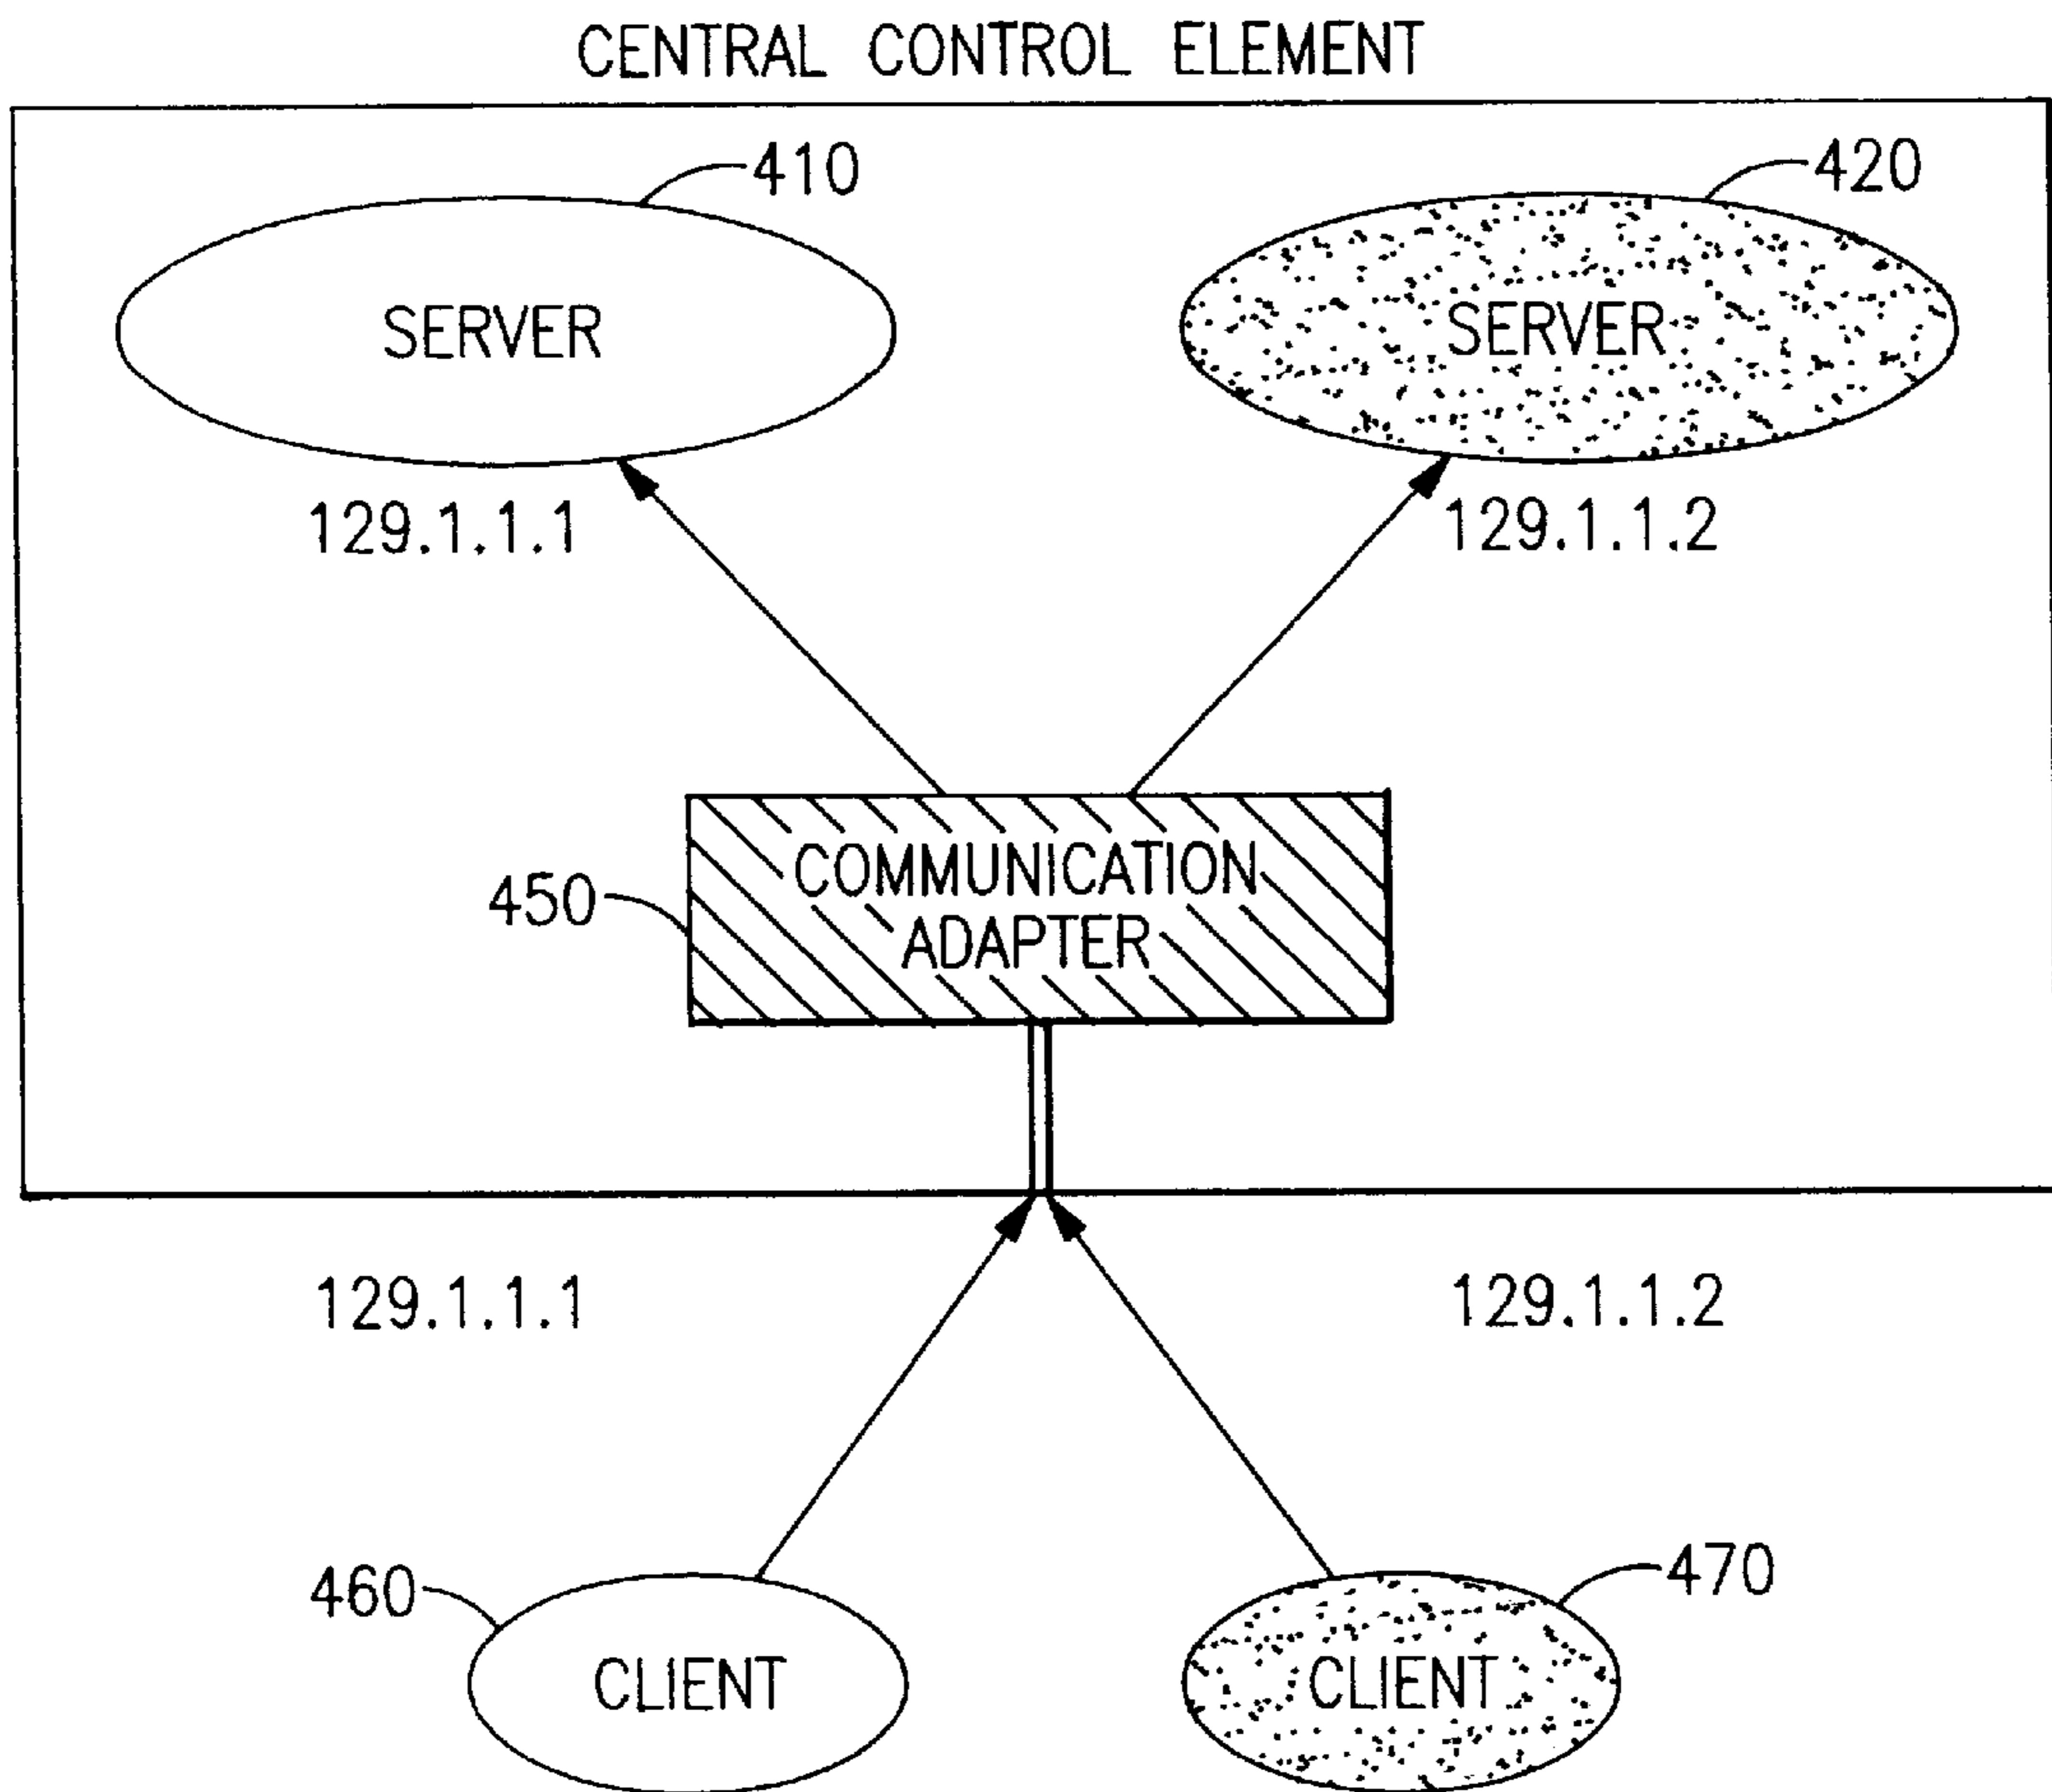 CENTRAL CONTROL ELEMENT
410
420
SERVER
SERVER
129.1.1.1
129.1.1.2
450
COMMUNICATION
ADAPTER
129.1.1.1
129.1.1.2
460
470
CLIENT
CLIENT